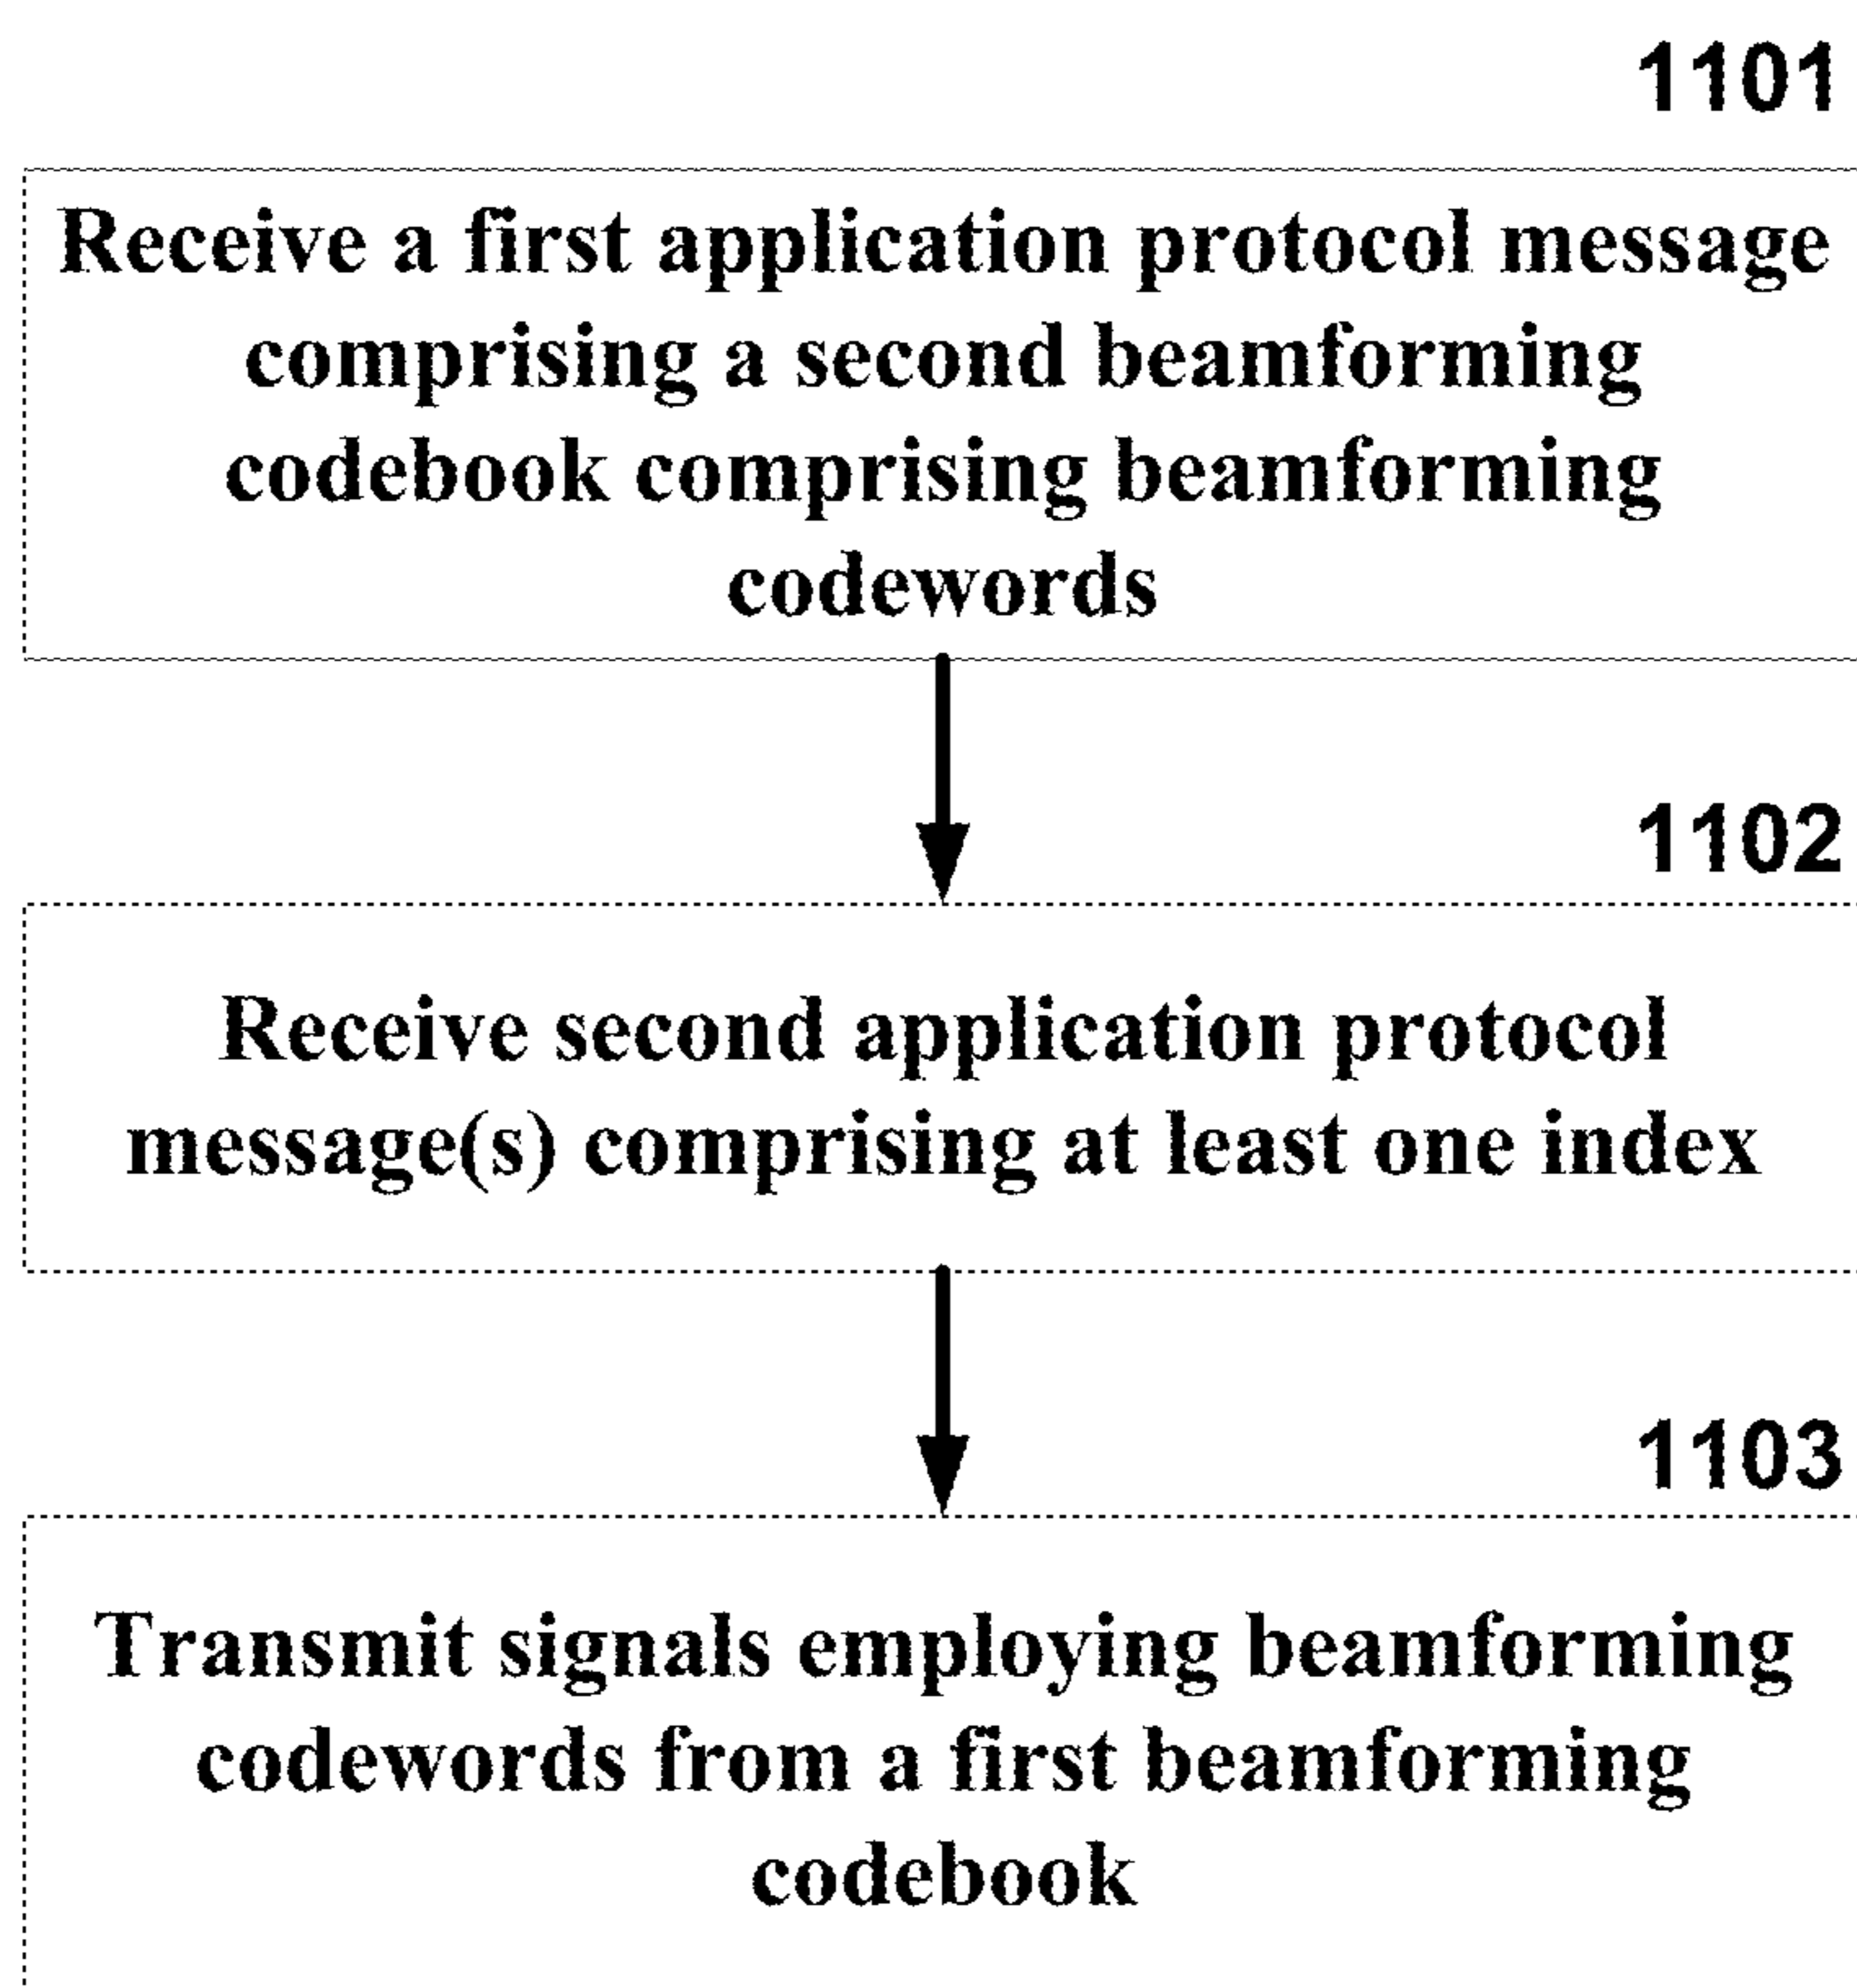 1101
Receive a first application protocol message
comprising a second beamforming
codebook comprising beamforming
codewords
1102
Receive second application protocol
message(s) comprising at least one index
1103
Transmit signals employing beamforming
codewords from a first beamforming
codebook